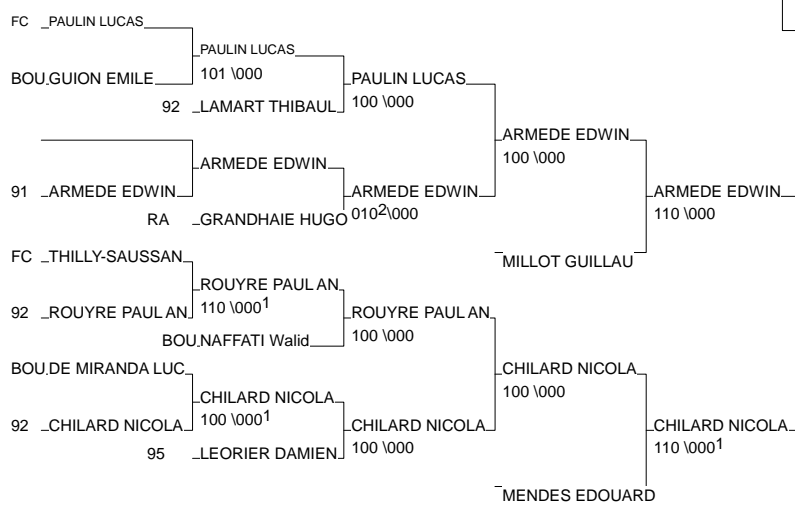 FC PAULIN LUCAS
PAULIN LUCAS
101 \000
BOU GUION EMILE
PAULIN LUCAS
100 \000
92 LAMART THIBAUL
ARMEDE EDWIN
100 \000
ARMEDE EDWIN
91 ARMEDE EDWIN
ARMEDE EDWIN
010² \000
ARMEDE EDWIN
110 \000
RA GRANDHAIE HUGO
FC THILLY-SAUSSAN
MILLOT GUILLAU
ROUYRE PAUL AN
110 \000¹
92 ROUYRE PAUL AN
ROUYRE PAUL AN
100 \000
BOU NAFFATI Walid
BOU DE MIRANDA LUC
CHILARD NICOLA
100 \000
CHILARD NICOLA
100 \000¹
92 CHILARD NICOLA
CHILARD NICOLA
100 \000
CHILARD NICOLA
110 \000¹
95 LEORIER DAMIEN
MENDES EDOUARD